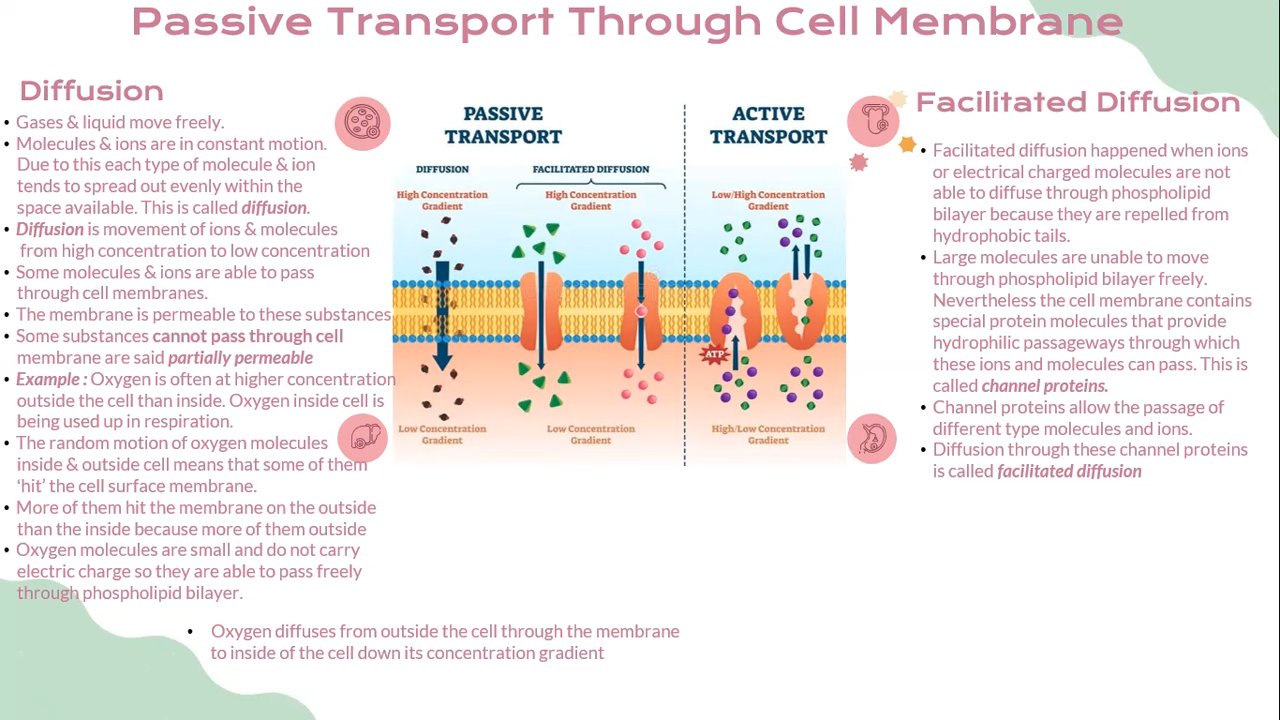 Passive Transport Through Cell Membrane
Diffusion
• Gases & liquid move freely.
• Molecules & ions are in constant motion.
Due to this each type of molecule & ion
tends to spread out evenly within the
space available. This is called diffusion.
• Diffusion is movement of ions & molecules
from high concentration to low concentration
• Some molecules & ions are able to pass
through cell membranes.
• The membrane is permeable to these substances
• Some substances cannot pass through cell
membrane are said partially permeable
• Example : Oxygen is often at higher concentration
outside the cell than inside. Oxygen inside cell is
being used up in respiration.
• The random motion of oxygen molecules
inside & outside cell means that some of them
‘hit’ the cell surface membrane.
• More of them hit the membrane on the outside
than the inside because more of them outside
• Oxygen molecules are small and do not carry
electric charge so they are able to pass freely
through phospholipid bilayer.
• Oxygen diffuses from outside the cell through the membrane
to inside of the cell down its concentration gradient
PASSIVE
TRANSPORT
DIFFUSION
FACILITATED DIFFUSION
High Concentration
Gradient
High Concentration
Gradient
Low Concentration
Gradient
Low Concentration
Gradient
ACTIVE
TRANSPORT
Low/High Concentration
Gradient
ATP
High/Low Concentration
Gradient
Facilitated Diffusion
• Facilitated diffusion happened when ions
or electrical charged molecules are not
able to diffuse through phospholipid
bilayer because they are repelled from
hydrophobic tails.
• Large molecules are unable to move
through phospholipid bilayer freely.
Nevertheless the cell membrane contains
special protein molecules that provide
hydrophilic passageways through which
these ions and molecules can pass. This is
called channel proteins.
• Channel proteins allow the passage of
different type molecules and ions.
• Diffusion through these channel proteins
is called facilitated diffusion